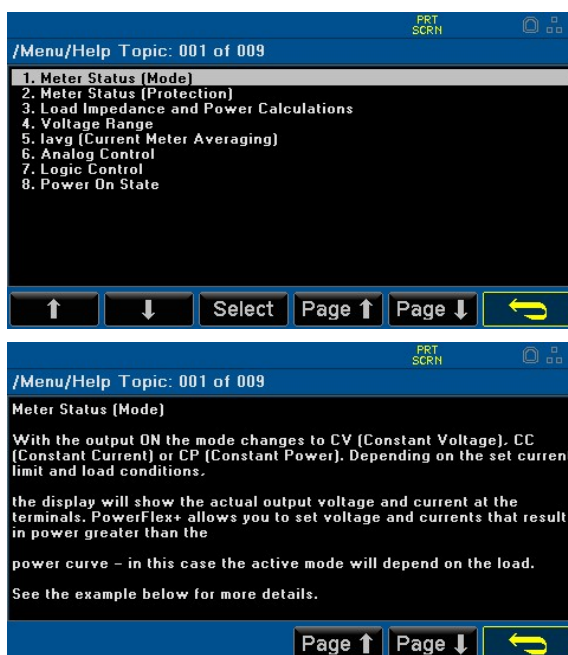 PRT
SCRN
/Menu/Help Topic: 001 of 009
1. Meter Status (Mode)
2. Meter Status (Protection)
3. Load Impedance and Power Calculations
4. Voltage Range
5. Iavg (Current Meter Averaging)
6. Analog Control
7. Logic Control
8. Power On State
Select
Page
Page
PRT
SCRN
/Menu/Help Topic: 001 of 009
Meter Status (Mode)
With the output ON the mode changes to CV (Constant Voltage), CC
(Constant Current) or CP (Constant Power). Depending on the set curren
limit and load conditions,
the display will show the actual output voltage and current at the
terminals. PowerFlex+ allows you to set voltage and currents that result
in power greater than the
power curve – in this case the active mode will depend on the load.
See the example below for more details.
Page
Page